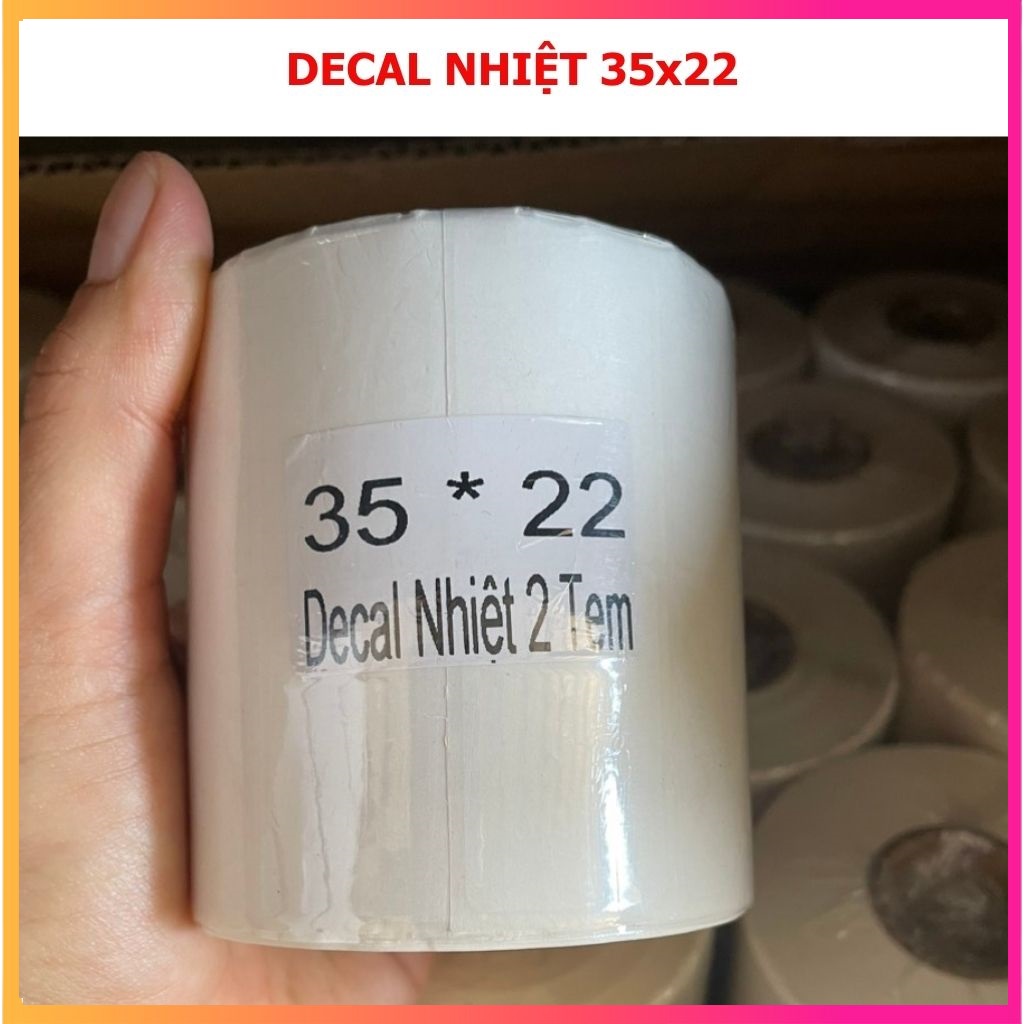 DECAL NHIỆT 35x22
35 * 22
Decal Nhiệt 2 Tem